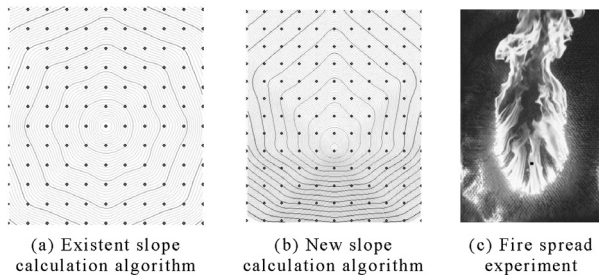 (a) Existent slope
calculation algorithm
(b) New slope
calculation algorithm
(c) Fire spread
experiment